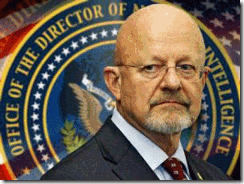 OFFICE OF THE DIRECTOR OF
INTELLIGENCE